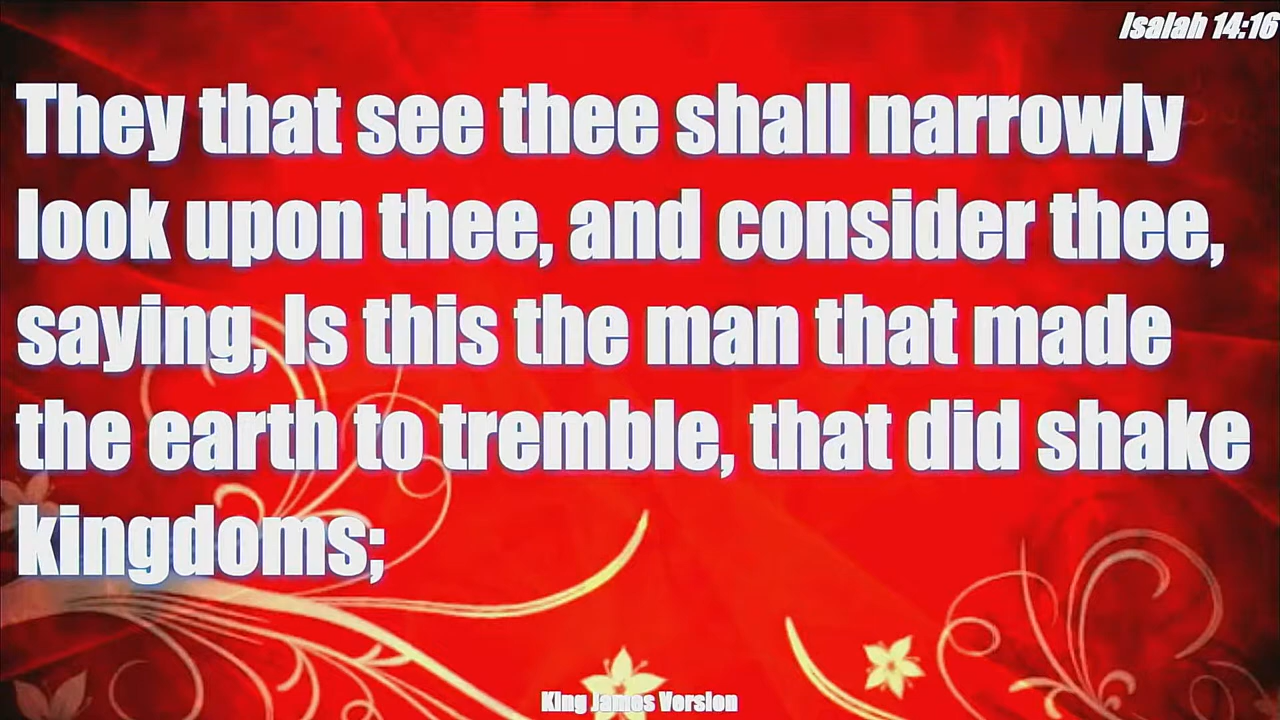 Isaiah 14:16
They that see thee shall narrowly
look upon thee, and consider thee,
saying, Is this the man that made
the earth to tremble, that did shake
kingdoms;
King James Version